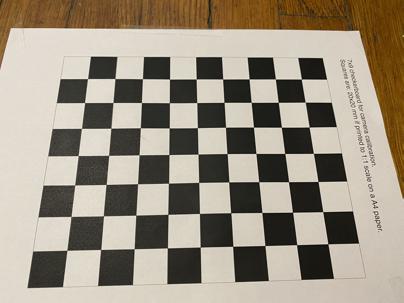 7x9 checkerboard for camera calibration.
Squares are: 20x20 mm if printed to 1:1 scale on a A4 paper.